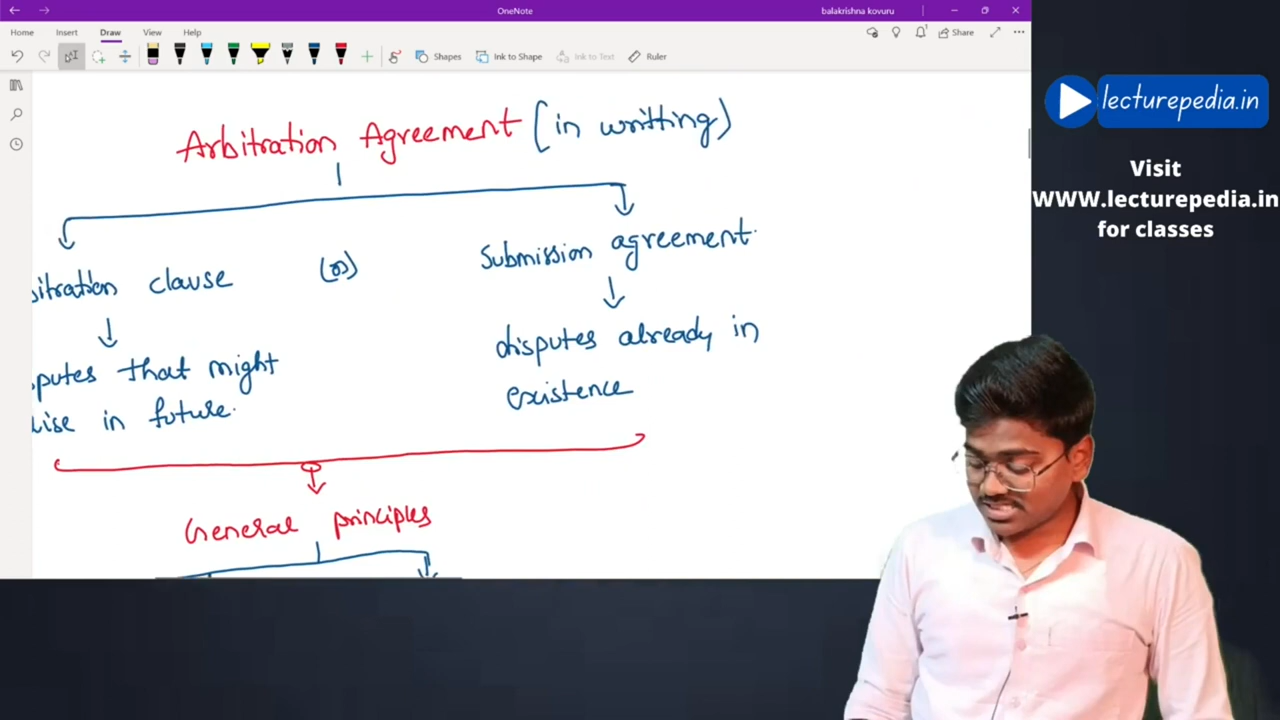 OneNote
balakrishna kovuru
Home Insert Draw View Help
Share
Shapes Ink to Shape Ink to Text Ruler
lecturepedia.in
Visit
WWW.lecturepedia.in
for classes
Arbitration Agreement (in writting)
itration clause (or) Submission agreement.
putes that might
ise in future.
disputes already in
existence
General principles